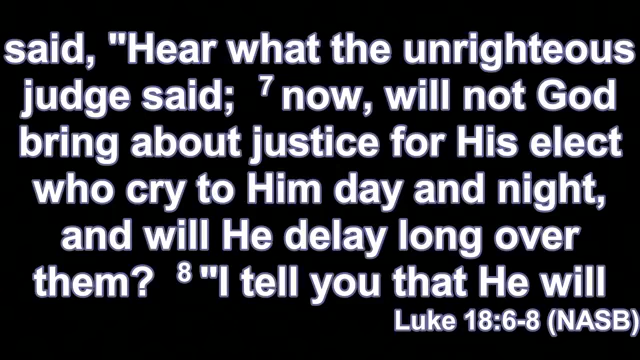 said, "Hear what the unrighteous
judge said; 7 now, will not God
bring about justice for His elect
who cry to Him day and night,
and will He delay long over
them? 8 "I tell you that He will
Luke 18:6-8 (NASB)